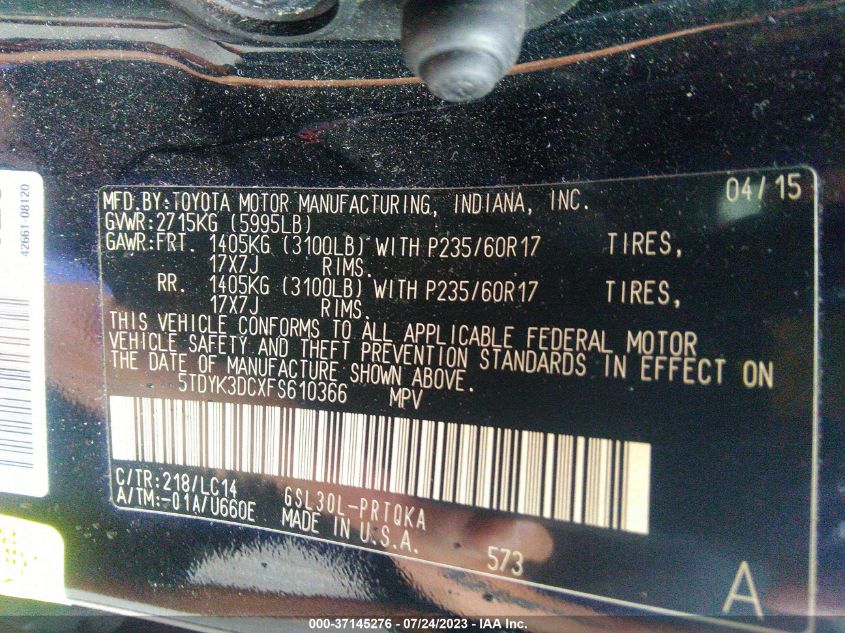 42661-08120
MFD.BY:TOYOTA MOTOR MANUFACTURING, INDIANA, INC. 04/15
GVWR:2715KG (5995LB)
GAWR:FRT. 1405KG (3100LB) WITH P235/60R17 TIRES,
17X7J RIMS.
RR. 1405KG (3100LB) WITH P235/60R17 TIRES,
17X7J RIMS.
THIS VEHICLE CONFORMS TO ALL APPLICABLE FEDERAL MOTOR
VEHICLE SAFETY AND THEFT PREVENTION STANDARDS IN EFFECT ON
THE DATE OF MANUFACTURE SHOWN ABOVE.
5TDYK3DCXFS610366 MPV
C/TR:218/LC14 GSL30L-PRTQKA
A/TM:-01A/U660E MADE IN U.S.A.
573
A
000-37145276 - 07/24/2023 - IAA Inc.